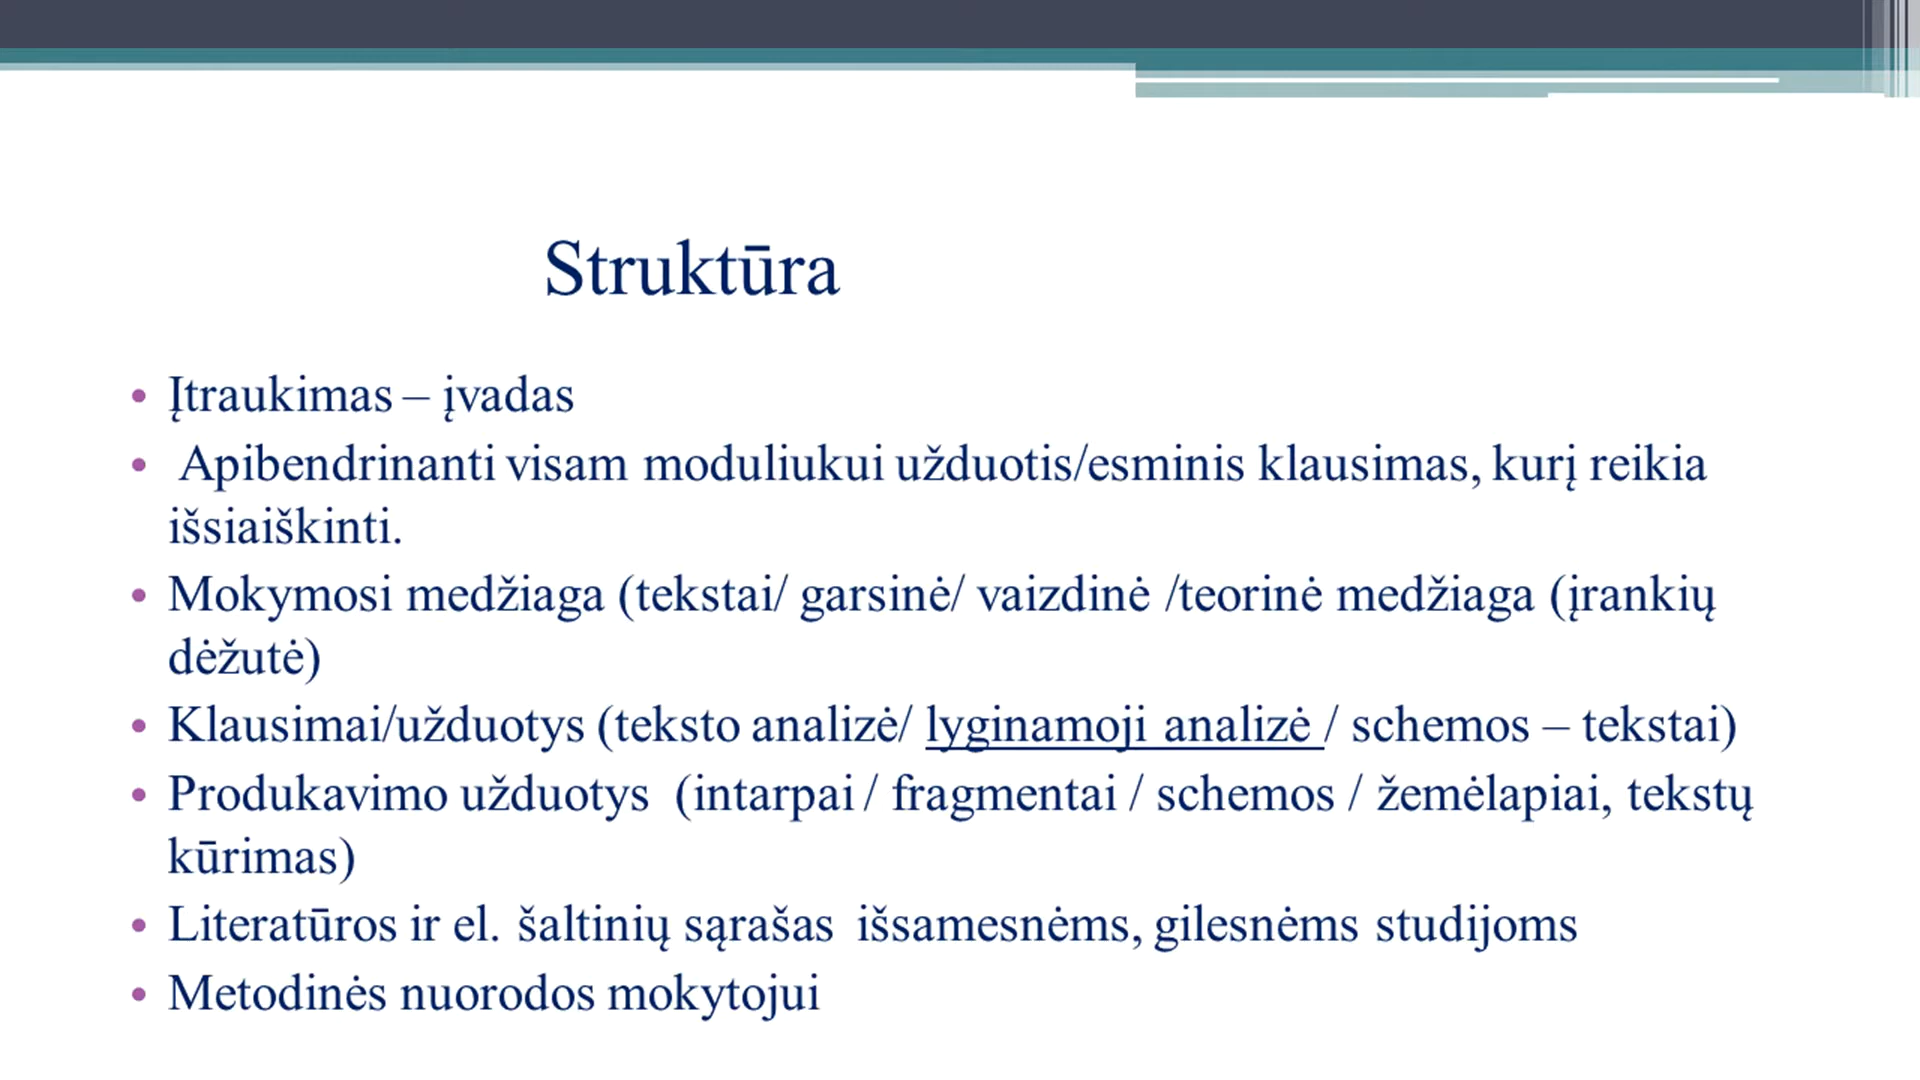 Struktūra
• Įtraukimas – įvadas
• Apibendrinanti visam moduliukui užduotis/esminis klausimas, kurį reikia
išsiaiškinti.
• Mokymosi medžiaga (tekstai/ garsinė/ vaizdinė /teorinė medžiaga (įrankių
dėžutė)
• Klausimai/užduotys (teksto analizė/ lyginamoji analizė / schemos – tekstai)
• Produkavimo užduotys (intarpai / fragmentai / schemos / žemėlapiai, tekstų
kūrimas)
• Literatūros ir el. šaltinių sąrašas išsamesnėms, gilesnėms studijoms
• Metodinės nuorodos mokytojui